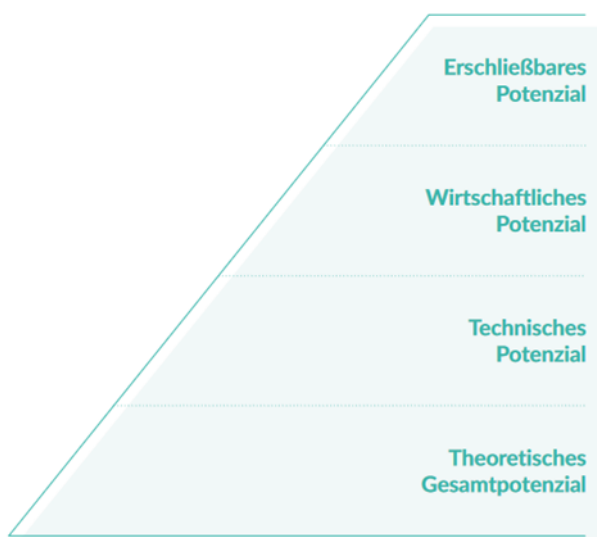 Erschließbares
Potenzial
Wirtschaftliches
Potenzial
Technisches
Potenzial
Theoretisches
Gesamtpotenzial